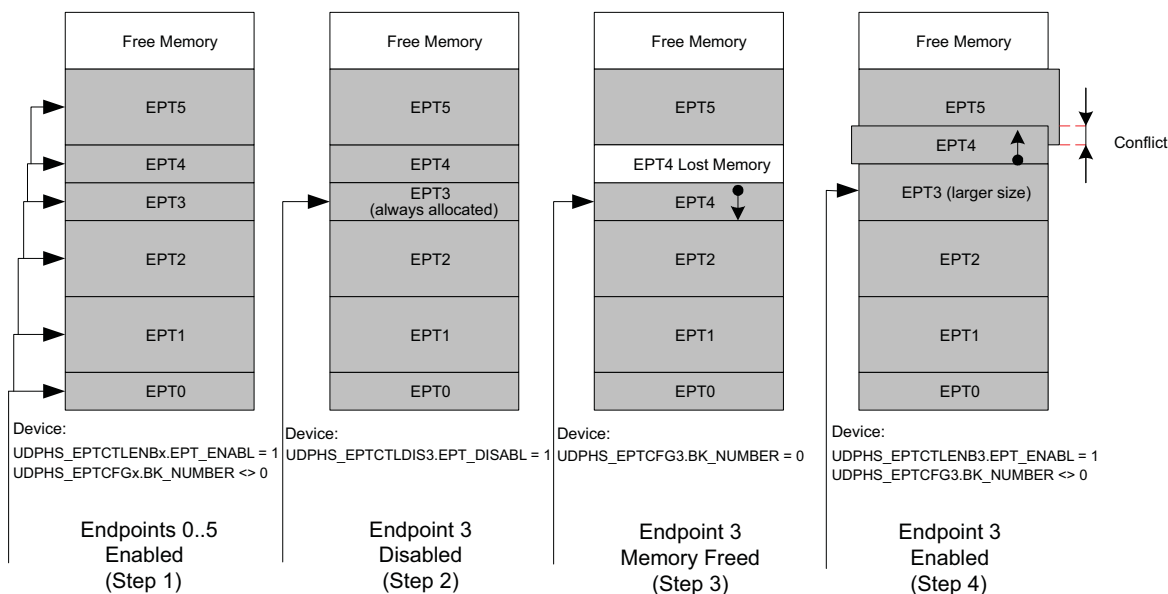 Free Memory
EPT5
EPT4
EPT3
EPT2
EPT1
EPT0
Device:
UDPHS_EPTCTLENBx.EPT_ENABL = 1
UDPHS_EPTCFGx.BK_NUMBER <> 0
Endpoints 0..5
Enabled
(Step 1)
Free Memory
EPT5
EPT4
EPT3
(always allocated)
EPT2
EPT1
EPT0
Device:
UDPHS_EPTCTLDIS3.EPT_DISABL = 1
Endpoint 3
Disabled
(Step 2)
Free Memory
EPT5
EPT4 Lost Memory
EPT4
EPT2
EPT1
EPT0
Device:
UDPHS_EPTCFG3.BK_NUMBER = 0
Endpoint 3
Memory Freed
(Step 3)
Free Memory
EPT5
EPT4
Conflict
EPT3 (larger size)
EPT2
EPT1
EPT0
Device:
UDPHS_EPTCTLENB3.EPT_ENABL = 1
UDPHS_EPTCFG3.BK_NUMBER <> 0
Endpoint 3
Enabled
(Step 4)